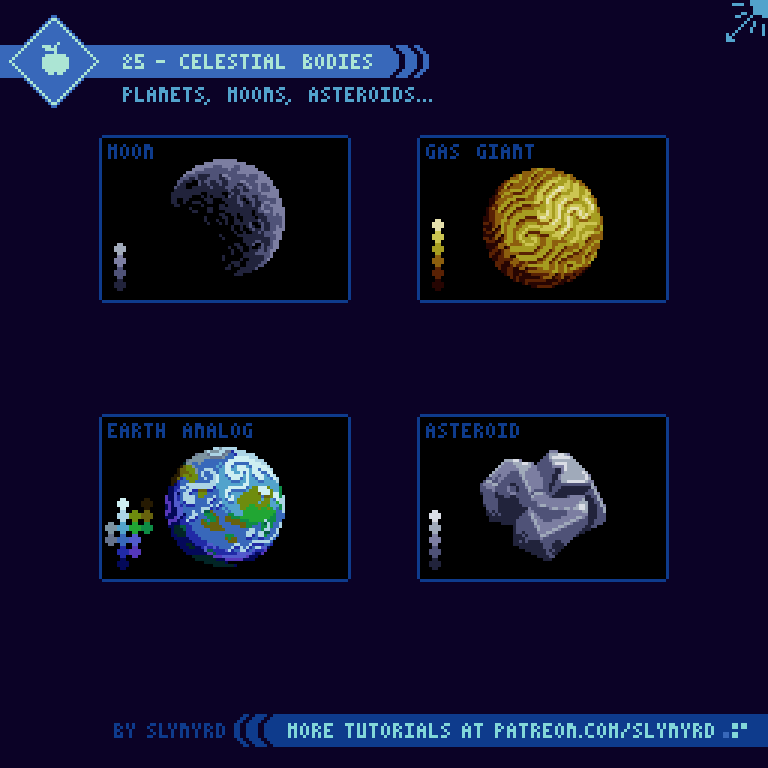 25 - CELESTIAL BODIES
PLANETS, MOONS, ASTEROIDS...
MOON
GAS GIANT
EARTH ANALOG
ASTEROID
BY SLYNYRD
MORE TUTORIALS AT PATREON.COM/SLYNYRD